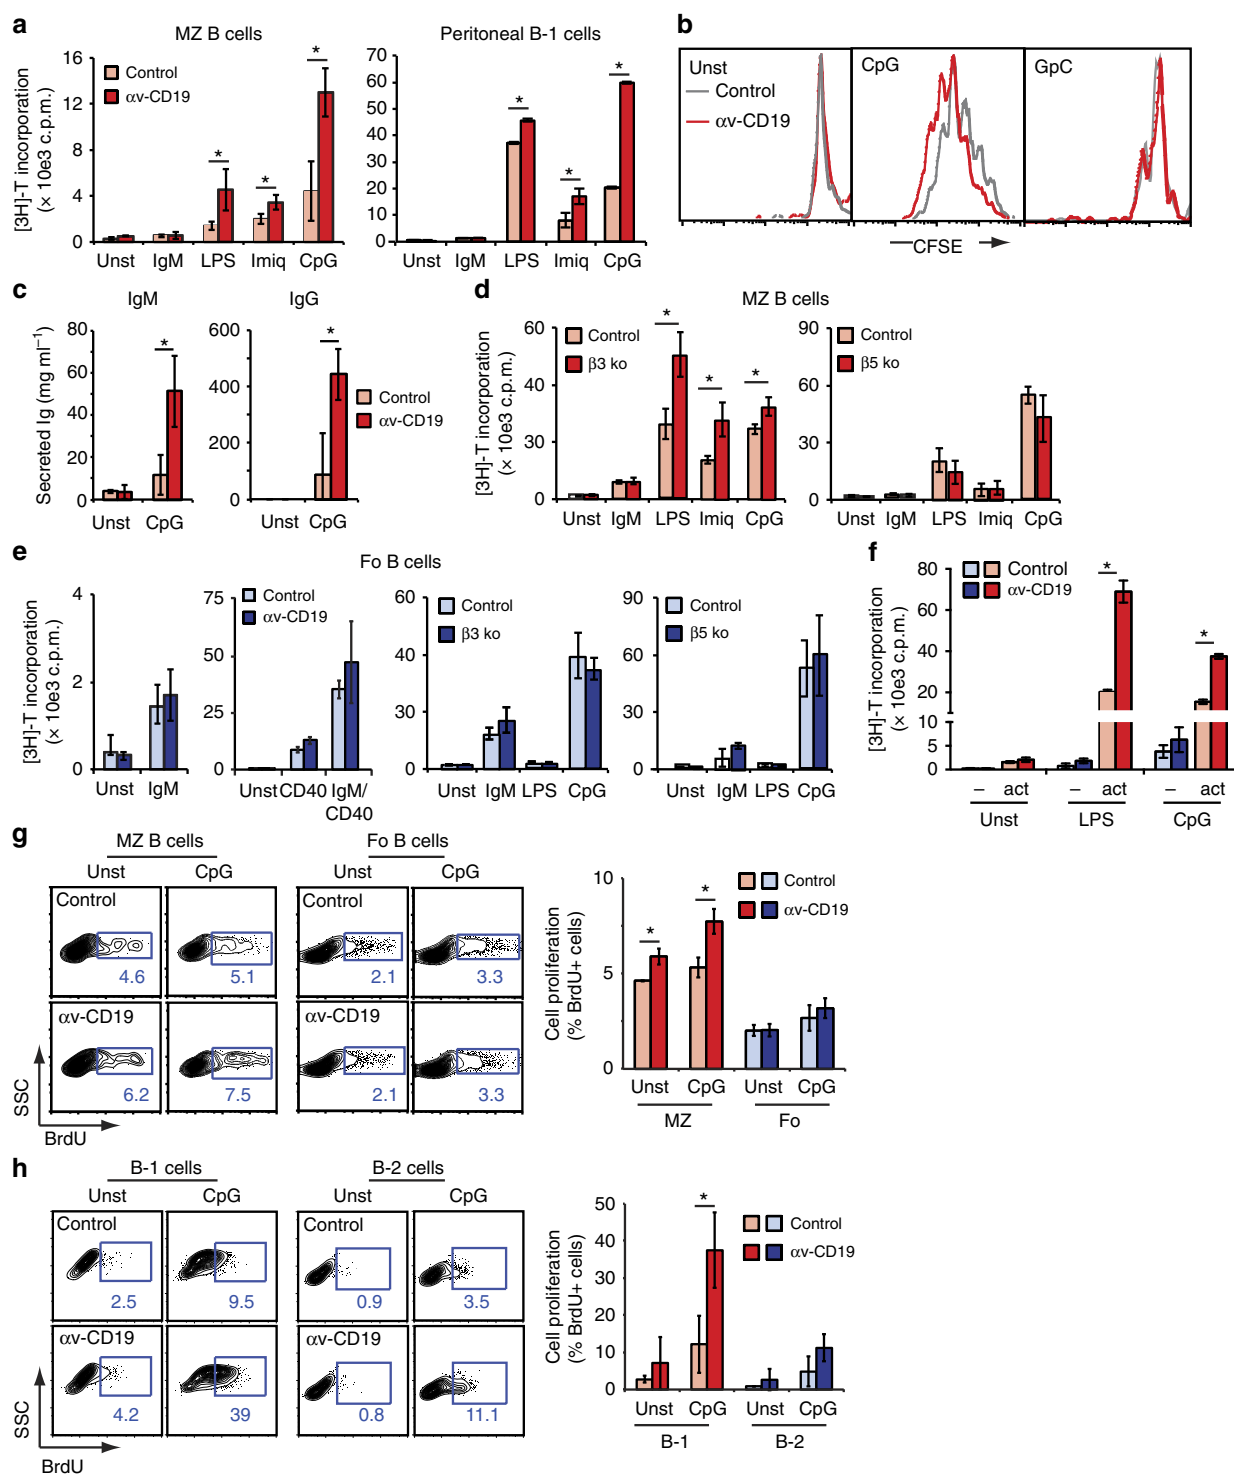 a
MZ B cells
Peritoneal B-1 cells
[3H]-T incorporation
(× 10e3 c.p.m.)
16
12
8
4
0
Control
αv-CD19
*
*
*
*
Unst IgM LPS Imiq CpG
70
60
50
40
30
20
10
0
*
*
*
Unst IgM LPS Imiq CpG
b
Unst
Control
αv-CD19
CpG
GpC
CFSE
c
IgM
IgG
Secreted Ig (mg ml⁻¹)
80
60
40
20
0
*
Unst CpG
600
400
200
0
*
Unst CpG
Control
αv-CD19
d
MZ B cells
[3H]-T incorporation
(× 10e3 c.p.m.)
60
40
30
0
Control
β3 ko
*
*
*
Unst IgM LPS Imiq CpG
90
60
30
0
Control
β5 ko
Unst IgM LPS Imiq CpG
e
Fo B cells
[3H]-T incorporation
(× 10e3 c.p.m.)
4
2
0
Unst IgM
75
50
25
0
Control
αv-CD19
Unst CD40 IgM/
CD40
60
40
30
0
Control
β3 ko
Unst IgM LPS CpG
90
60
30
0
Control
β5 ko
Unst IgM LPS CpG
f
[3H]-T incorporation
(× 10e3 c.p.m.)
80
60
40
20
10
5
0
Control
αv-CD19
*
*
– act – act – act
Unst LPS CpG
g
MZ B cells
Fo B cells
Unst CpG Unst CpG
Control
4.6
5.1
Control
2.1
3.3
αv-CD19
6.2
7.5
αv-CD19
2.1
3.3
SSC
BrdU
Cell proliferation
(% BrdU+ cells)
10
5
0
*
*
Control
αv-CD19
Unst CpG Unst CpG
MZ Fo
h
B-1 cells
B-2 cells
Unst CpG Unst CpG
Control
2.5
9.5
Control
0.9
3.5
αv-CD19
4.2
39
αv-CD19
0.8
11.1
SSC
BrdU
Cell proliferation
(% BrdU+ cells)
50
40
30
20
10
0
*
Control
αv-CD19
Unst CpG Unst CpG
B-1 B-2